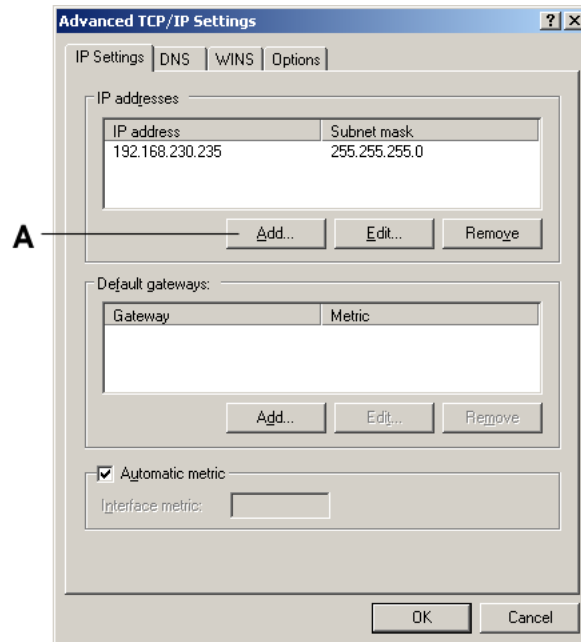 Advanced TCP/IP Settings
IP Settings DNS WINS Options
IP addresses
IP address Subnet mask
192.168.230.235 255.255.255.0
A
Add... Edit... Remove
Default gateways:
Gateway Metric
Add... Edit... Remove
Automatic metric
Interface metric:
OK Cancel